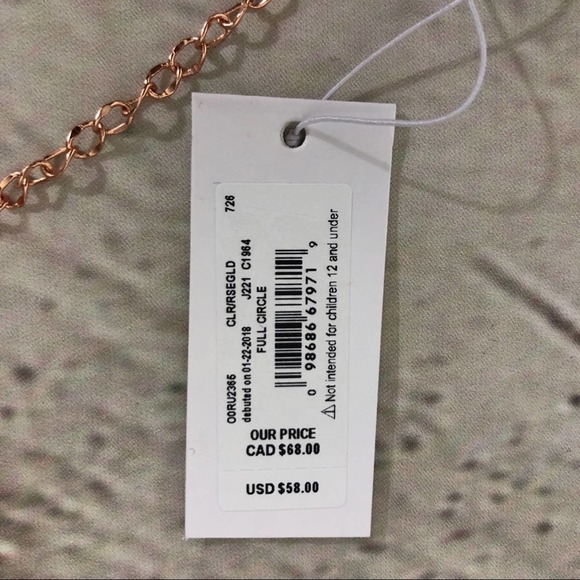 726
O0RU2365 CLR/RSEGLD
debuted on 01-22-2018 J221 C1964
FULL CIRCLE
0 98686 67971 9
⚠ Not intended for children 12 and under
OUR PRICE
CAD $68.00
USD $58.00